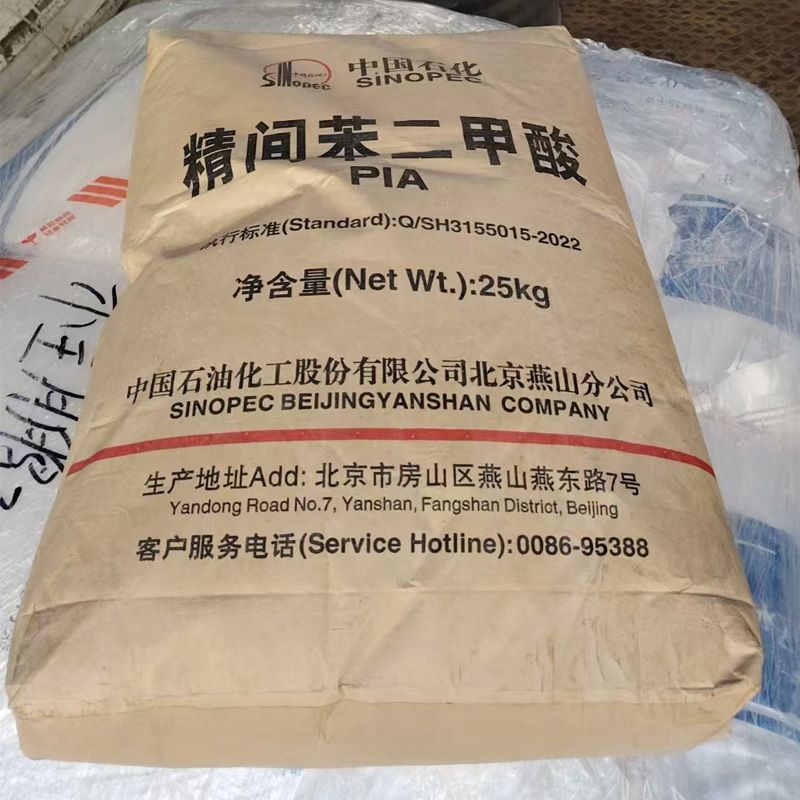 SINOPEC
中国石化
SINOPEC
精间苯二甲酸
PIA
执行标准(Standard):Q/SH3155015-2022
净含量(Net Wt.):25kg
中国石油化工股份有限公司北京燕山分公司
SINOPEC BEIJINGYANSHAN COMPANY
生产地址Add: 北京市房山区燕山燕东路7号
Yandong Road No.7, Yanshan, Fangshan District, Beijing
客户服务电话(Service Hotline):0086-95388